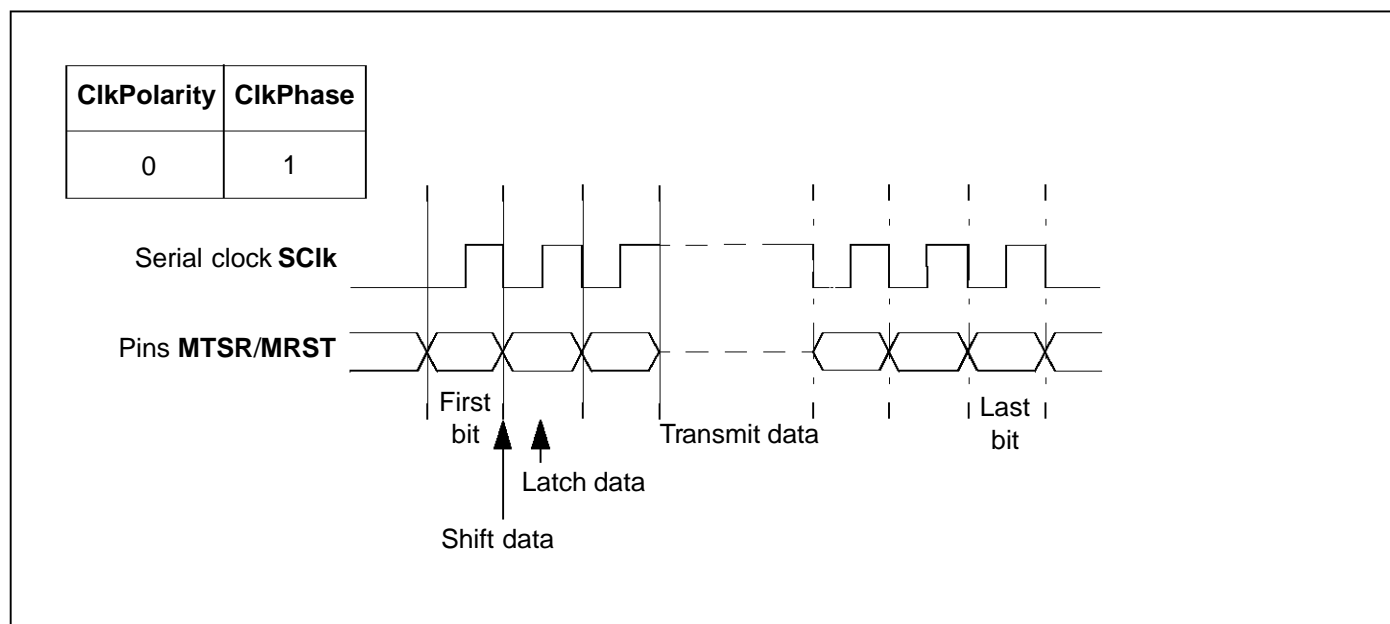 ClkPolarity ClkPhase
0 1
Serial clock SClk
Pins MTSR/MRST
First
bit
Transmit data
Last
bit
Latch data
Shift data